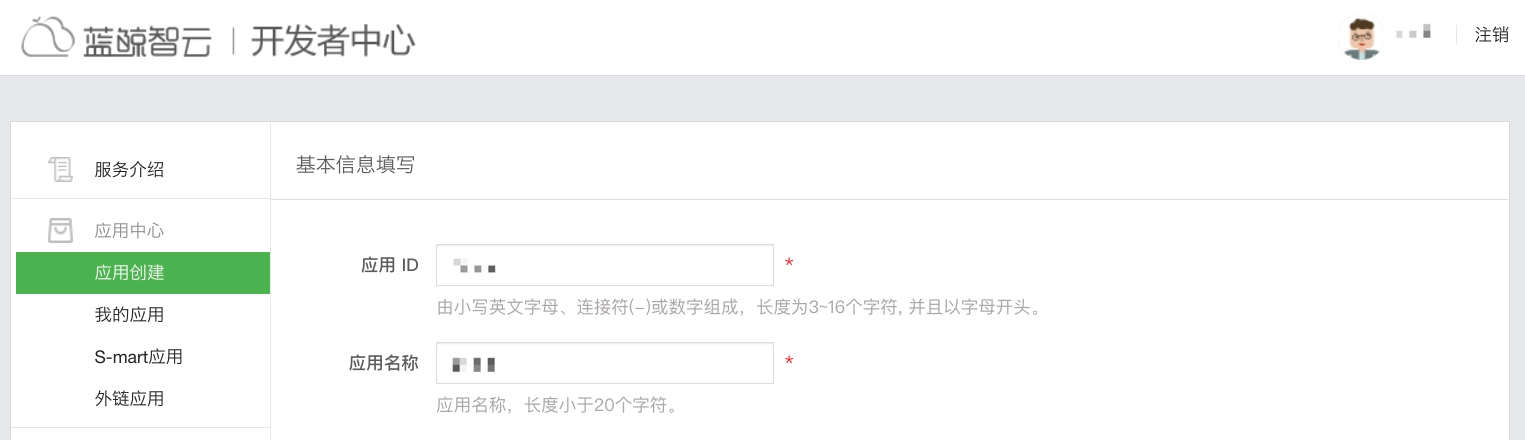 蓝鲸智云 | 开发者中心
注销
服务介绍
应用中心
应用创建
我的应用
S-mart应用
外链应用
基本信息填写
应用 ID
*
由小写英文字母、连接符(-)或数字组成，长度为3~16个字符, 并且以字母开头。
应用名称
*
应用名称，长度小于20个字符。